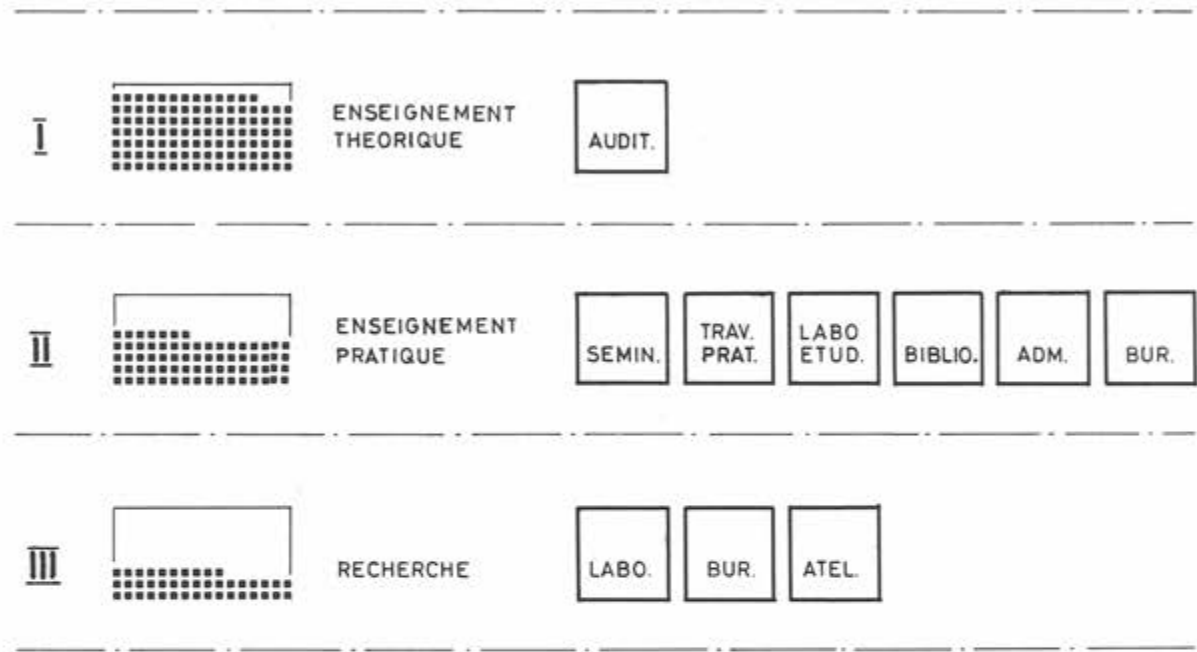 I
ENSEIGNEMENT
THEORIQUE
AUDIT.
II
ENSEIGNEMENT
PRATIQUE
SEMIN.
TRAV.
PRAT.
LABO
ETUD.
BIBLIO.
ADM.
BUR.
III
RECHERCHE
LABO.
BUR.
ATEL.